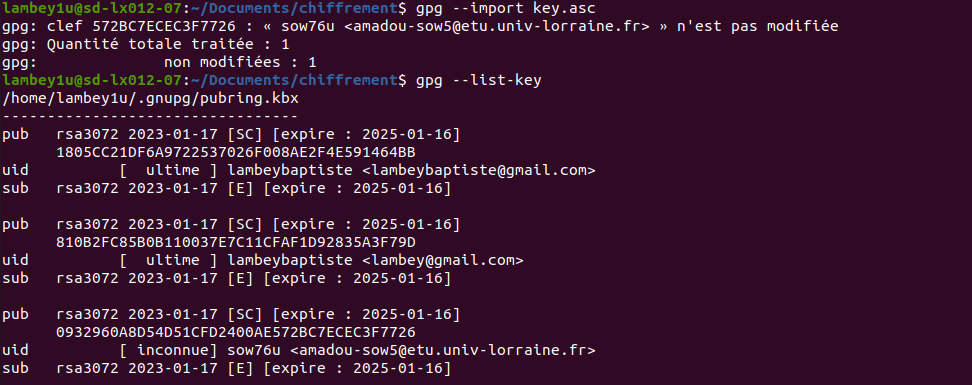 lambey1u@sd-lx012-07:~/Documents/chiffrement$ gpg --import key.asc
gpg: clef 572BC7ECEC3F7726 : « sow76u <amadou-sow5@etu.univ-lorraine.fr> » n'est pas modifiée
gpg: Quantité totale traitée : 1
gpg:               non modifiées : 1
lambey1u@sd-lx012-07:~/Documents/chiffrement$ gpg --list-key
/home/lambey1u/.gnupg/pubring.kbx
---------------------------------
pub   rsa3072 2023-01-17 [SC] [expire : 2025-01-16]
      1805CC21DF6A9722537026F008AE2F4E591464BB
uid          [  ultime ] lambeybaptiste <lambeybaptiste@gmail.com>
sub   rsa3072 2023-01-17 [E] [expire : 2025-01-16]

pub   rsa3072 2023-01-17 [SC] [expire : 2025-01-16]
      810B2FC85B0B110037E7C11CFAF1D92835A3F79D
uid          [  ultime ] lambeybaptiste <lambey@gmail.com>
sub   rsa3072 2023-01-17 [E] [expire : 2025-01-16]

pub   rsa3072 2023-01-17 [SC] [expire : 2025-01-16]
      0932960A8D54D51CFD2400AE572BC7ECEC3F7726
uid          [ inconnue] sow76u <amadou-sow5@etu.univ-lorraine.fr>
sub   rsa3072 2023-01-17 [E] [expire : 2025-01-16]